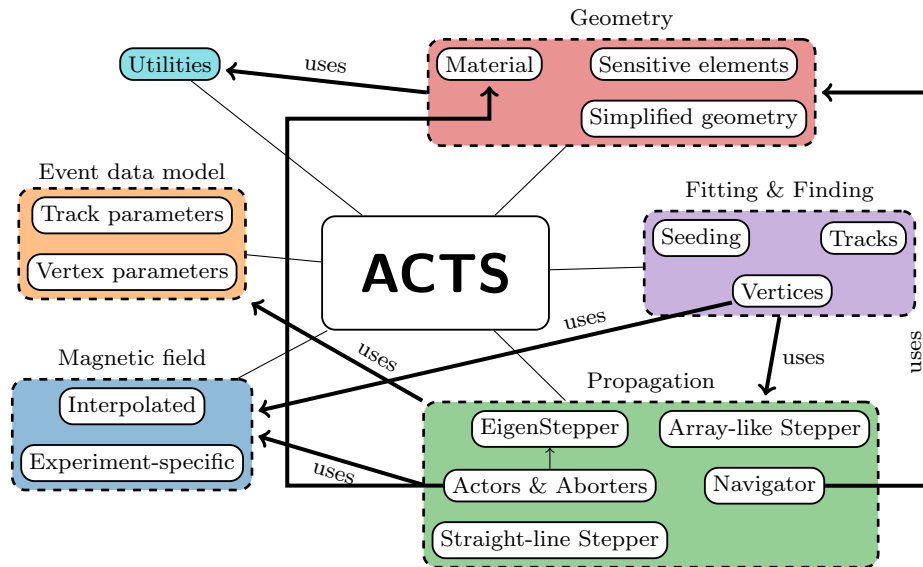 Geometry
Utilities
uses
Material
Sensitive elements
Simplified geometry
Event data model
Track parameters
Vertex parameters
ACTS
Fitting & Finding
Seeding
Tracks
Vertices
uses
uses
uses
uses
Magnetic field
Interpolated
Experiment-specific
uses
Propagation
EigenStepper
Array-like Stepper
Actors & Aborters
Navigator
Straight-line Stepper